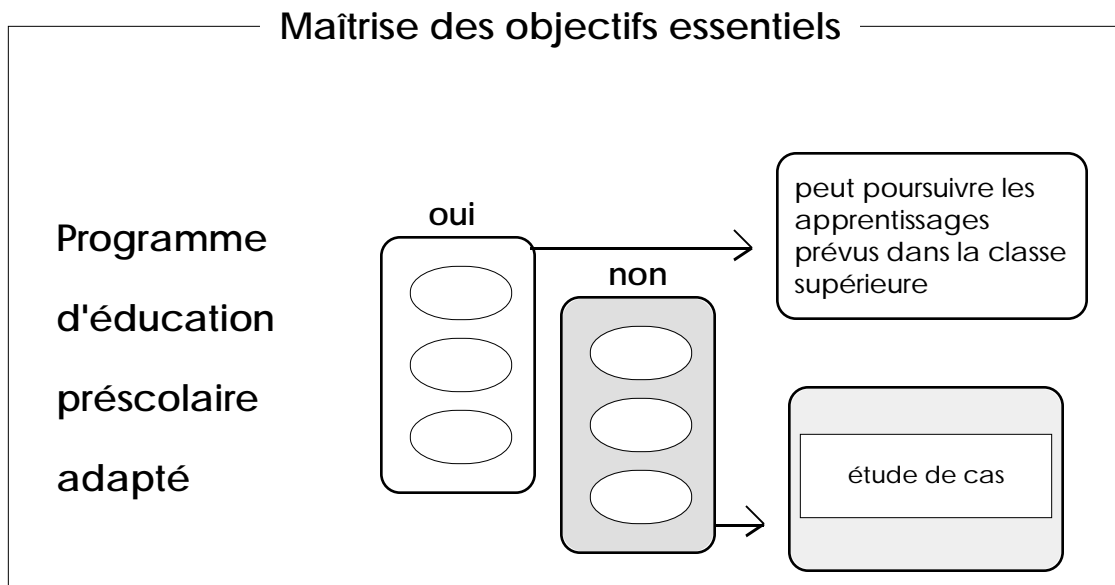 Maîtrise des objectifs essentiels
Programme
d'éducation
préscolaire
adapté
oui
non
peut poursuivre les
apprentissages
prévus dans la classe
supérieure
étude de cas